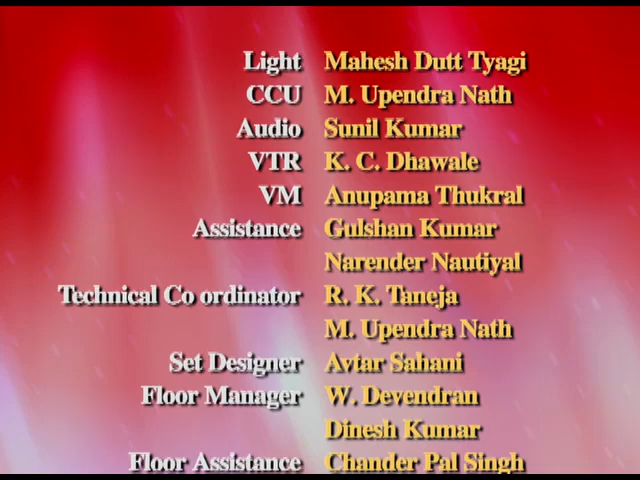 Light Mahesh Dutt Tyagi
CCU M. Upendra Nath
Audio Sunil Kumar
VTR K. C. Dhawale
VM Anupama Thukral
Assistance Gulshan Kumar
Narender Nautiyal
Technical Co ordinator R. K. Taneja
M. Upendra Nath
Set Designer Avtar Sahani
Floor Manager W. Devendran
Dinesh Kumar
Floor Assistance Chander Pal Singh